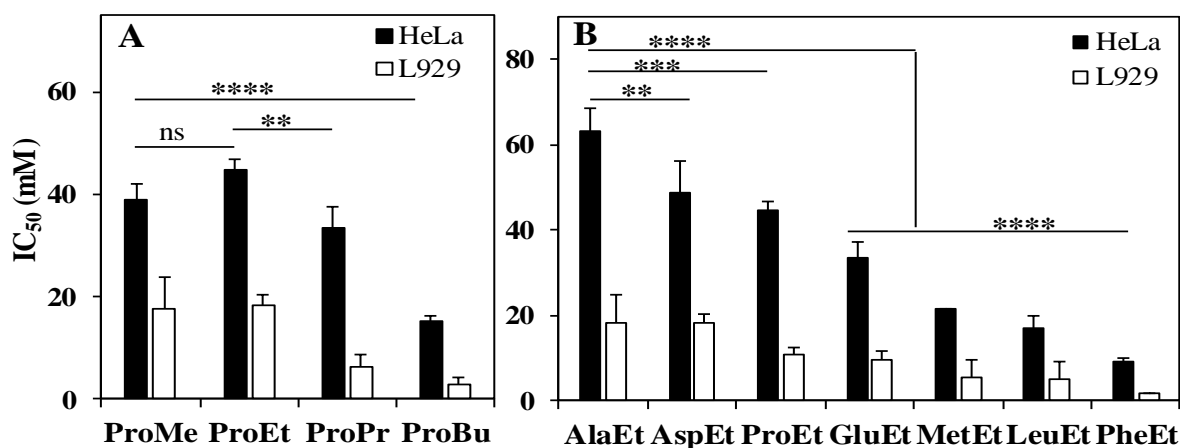 A
HeLa
L929
****
ns
**
60
40
20
0
IC50 (mM)
ProMe ProEt ProPr ProBu
B
HeLa
L929
****
***
**
****
80
60
40
20
0
AlaEt AspEt ProEt GluEt MetEt LeuEt PheEt